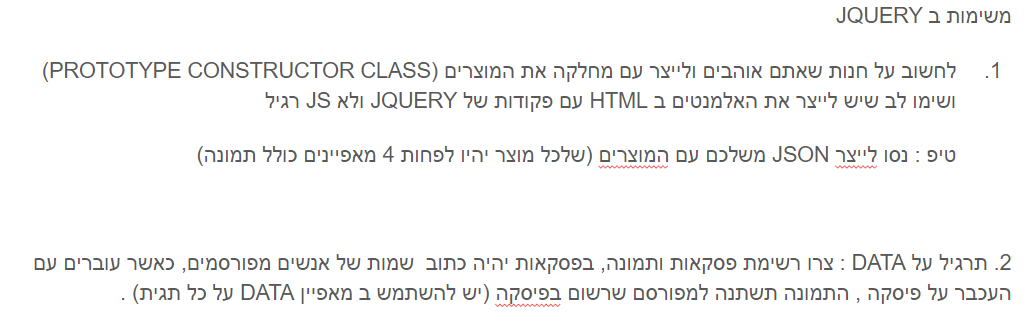 משימות ב JQUERY
1. לחשוב על חנות שאתם אוהבים ולייצר עם מחלקה את המוצרים (PROTOTYPE CONSTRUCTOR CLASS)
ושימו לב שיש לייצר את האלמנטים ב HTML עם פקודות של JQUERY ולא JS רגיל
טיפ : נסו לייצר JSON משלכם עם המוצרים (שלכל מוצר יהיו לפחות 4 מאפיינים כולל תמונה)
2. תרגיל על DATA : צרו רשימת פסקאות ותמונה, בפסקאות יהיה כתוב שמות של אנשים מפורסמים, כאשר עוברים עם
העכבר על פיסקה , התמונה תשתנה למפורסם שרשום בפיסקה (יש להשתמש ב מאפיין DATA על כל תגית) .